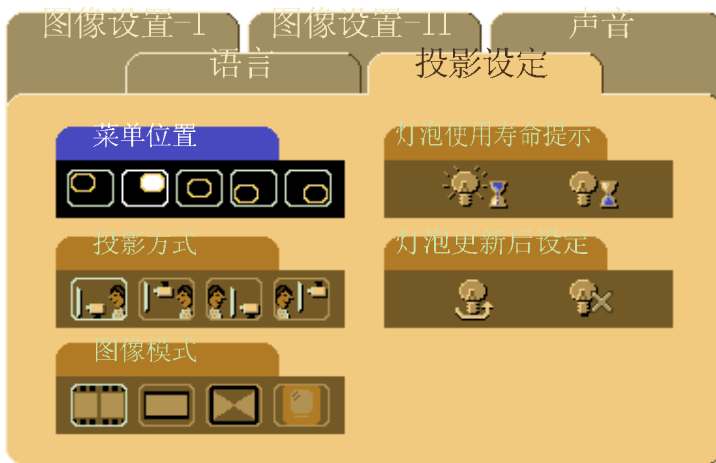 图像设置-I
图像设置-II
声音
语言
投影设定
菜单位置
灯泡使用寿命提示
投影方式
灯泡更新后设定
图像模式